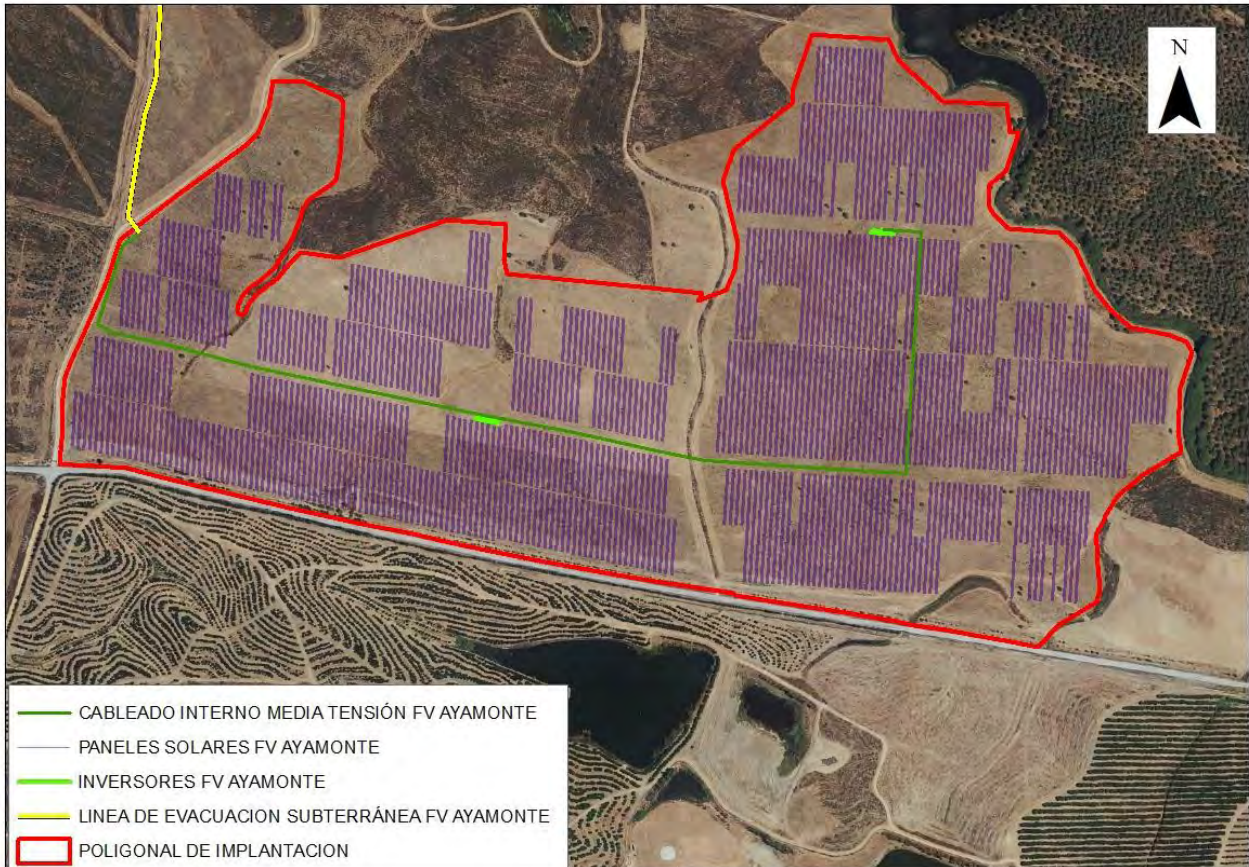 N
CABLEADO INTERNO MEDIA TENSIÓN FV AYAMONTE
PANELES SOLARES FV AYAMONTE
INVERSORES FV AYAMONTE
LINEA DE EVACUACION SUBTERRÁNEA FV AYAMONTE
POLIGONAL DE IMPLANTACION